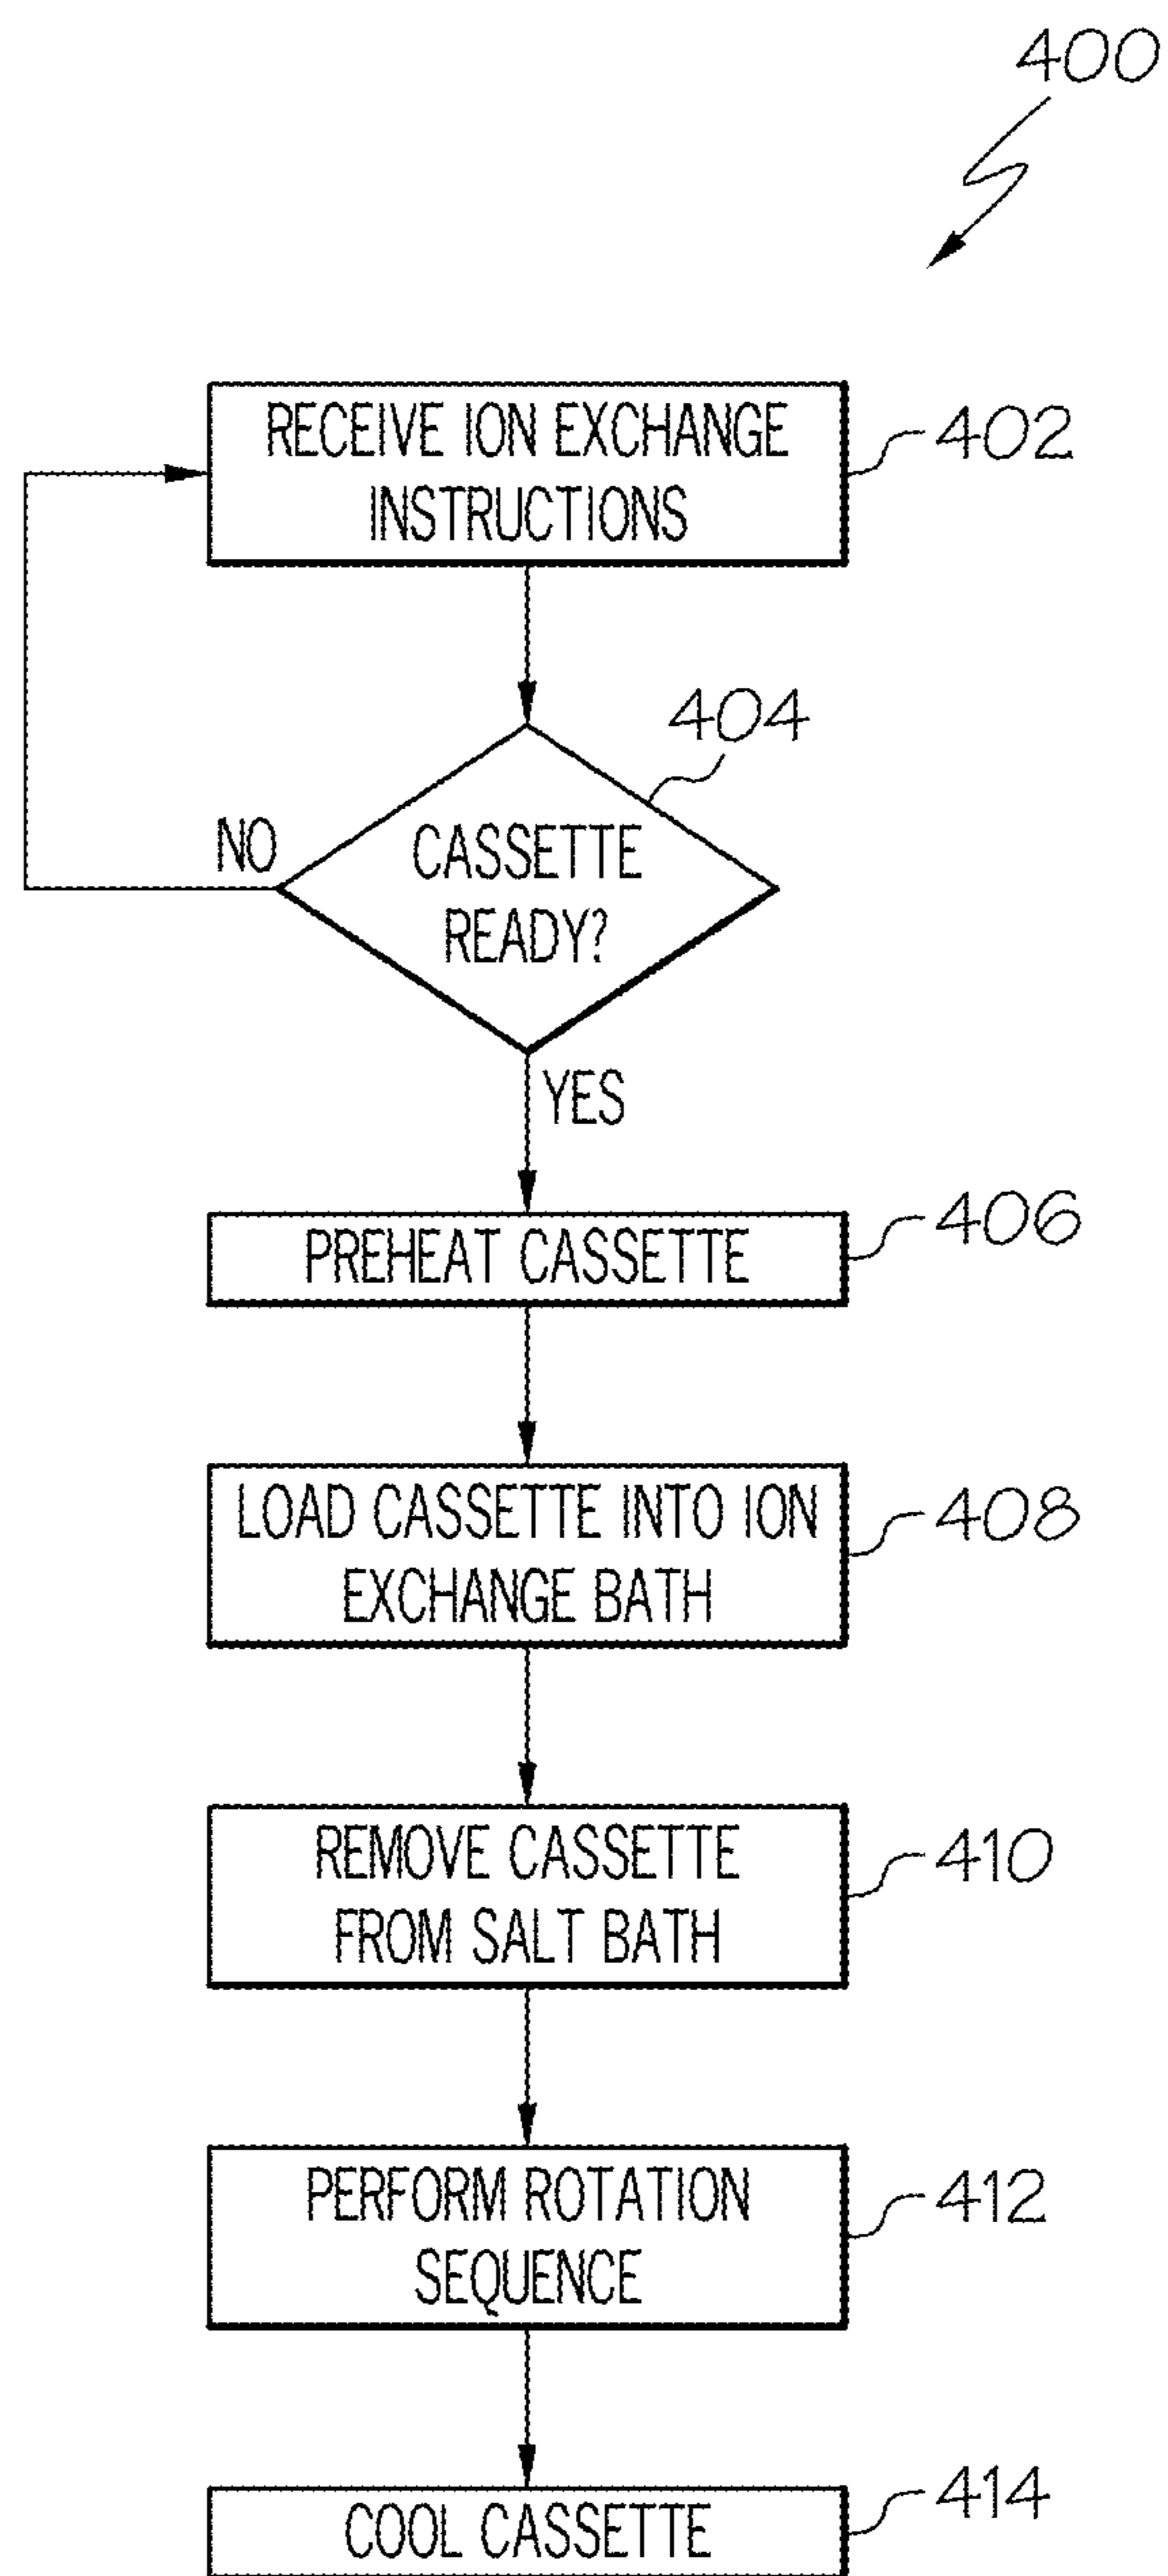 400
RECEIVE ION EXCHANGE
INSTRUCTIONS
402
404
NO
CASSETTE
READY?
YES
PREHEAT CASSETTE
406
LOAD CASSETTE INTO ION
EXCHANGE BATH
408
REMOVE CASSETTE
FROM SALT BATH
410
PERFORM ROTATION
SEQUENCE
412
COOL CASSETTE
414